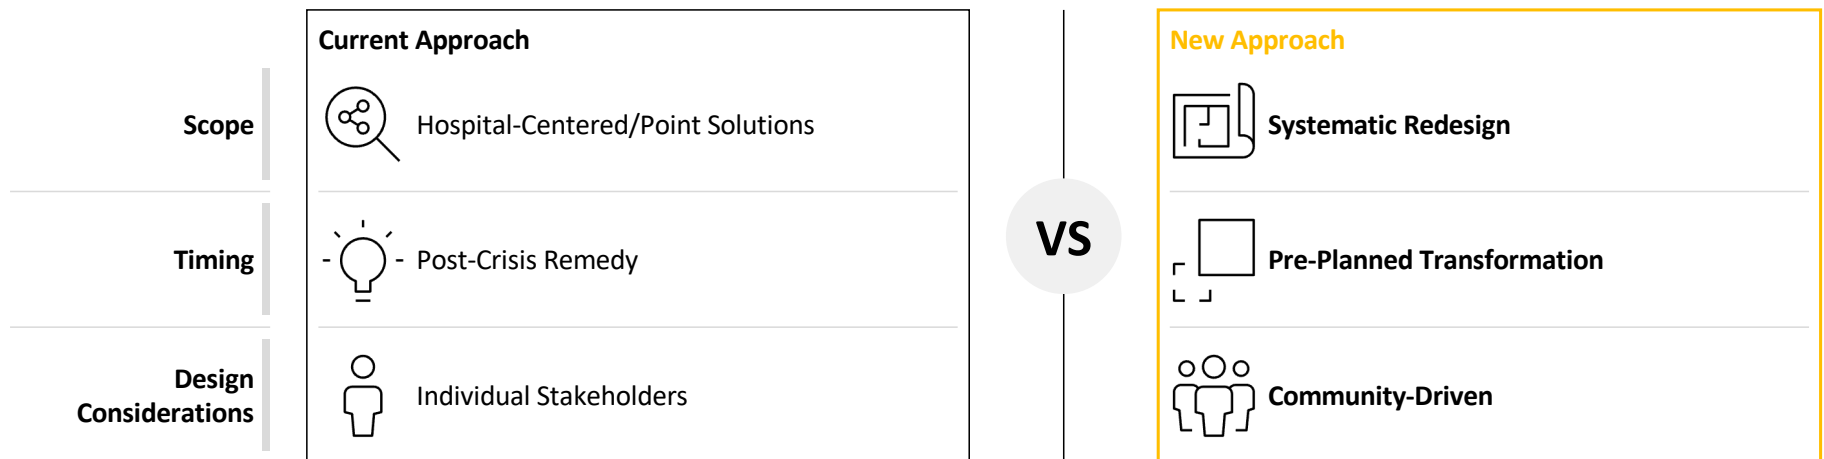 Current Approach
New Approach
Scope
Hospital-Centered/Point Solutions
Systematic Redesign
Timing
Post-Crisis Remedy
VS
Pre-Planned Transformation
Design
Considerations
Individual Stakeholders
Community-Driven